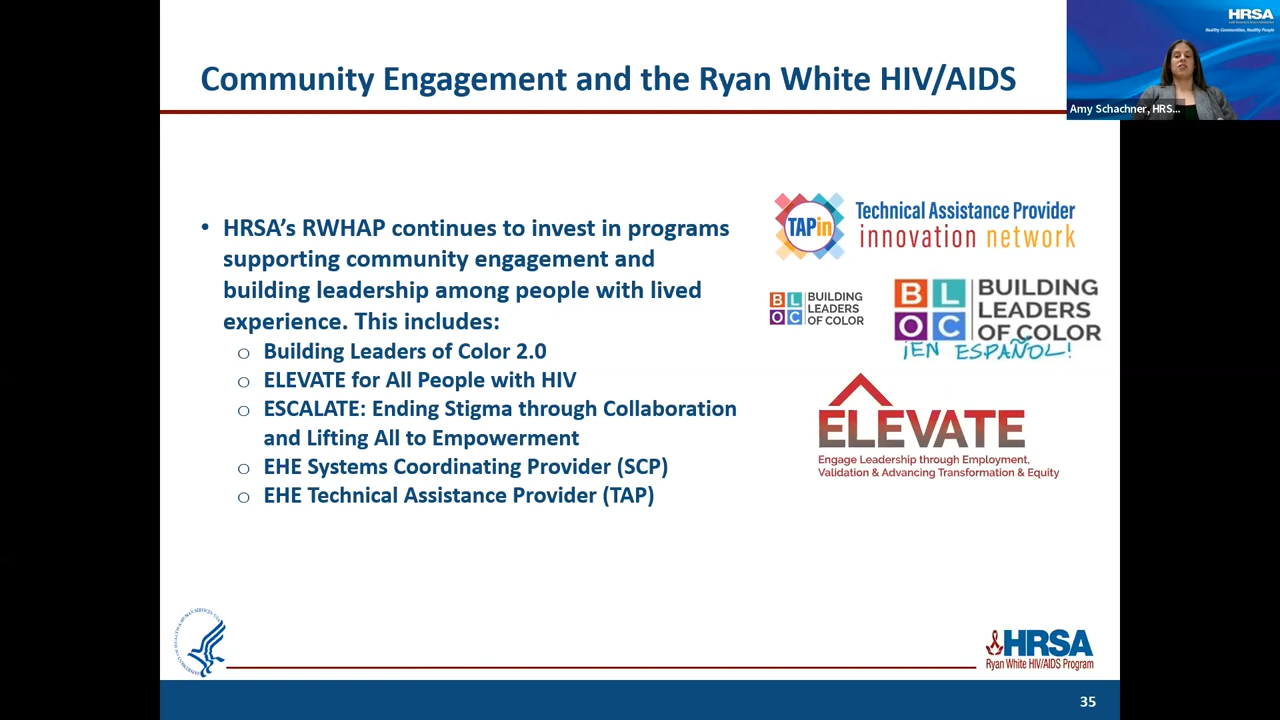 HRSA
Healthy Communities, Healthy People
Amy Schachner, HRS...
Community Engagement and the Ryan White HIV/AIDS
• HRSA's RWHAP continues to invest in programs
supporting community engagement and
building leadership among people with lived
experience. This includes:
o Building Leaders of Color 2.0
o ELEVATE for All People with HIV
o ESCALATE: Ending Stigma through Collaboration
and Lifting All to Empowerment
o EHE Systems Coordinating Provider (SCP)
o EHE Technical Assistance Provider (TAP)
TAPin
Technical Assistance Provider
innovation network
BLOC
BUILDING
LEADERS
OF COLOR
BLOC
BUILDING
LEADERS
OF COLOR
¡EN ESPAÑOL!
ELEVATE
Engage Leadership through Employment,
Validation & Advancing Transformation & Equity
HRSA
Ryan White HIV/AIDS Program
35